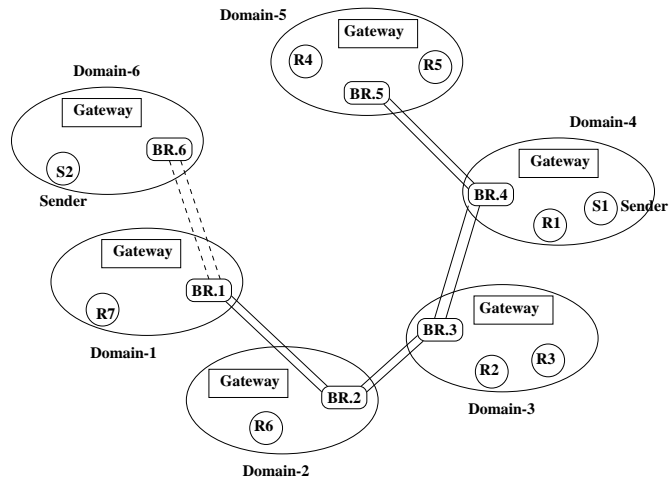 Domain-5
Gateway
R4
R5
BR.5
Domain-6
Gateway
BR.6
S2
Sender
Domain-4
Gateway
BR.4
S1 Sender
R1
Gateway
BR.1
R7
Domain-1
Gateway
BR.3
R3
R2
Domain-3
Gateway
BR.2
R6
Domain-2